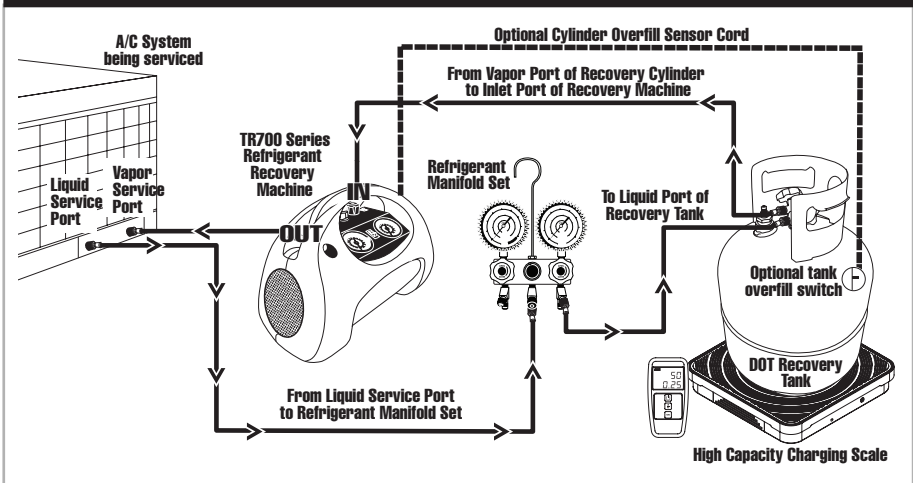 Optional Cylinder Overfill Sensor Cord
A/C System
being serviced
From Vapor Port of Recovery Cylinder
to Inlet Port of Recovery Machine
TR700 Series
Refrigerant
Recovery
Machine
Liquid
Service
Port
Vapor
Service
Port
IN
OUT
Refrigerant
Manifold Set
To Liquid Port of
Recovery Tank
Optional tank
overfill switch
DOT Recovery
Tank
50
0.25
From Liquid Service Port
to Refrigerant Manifold Set
High Capacity Charging Scale